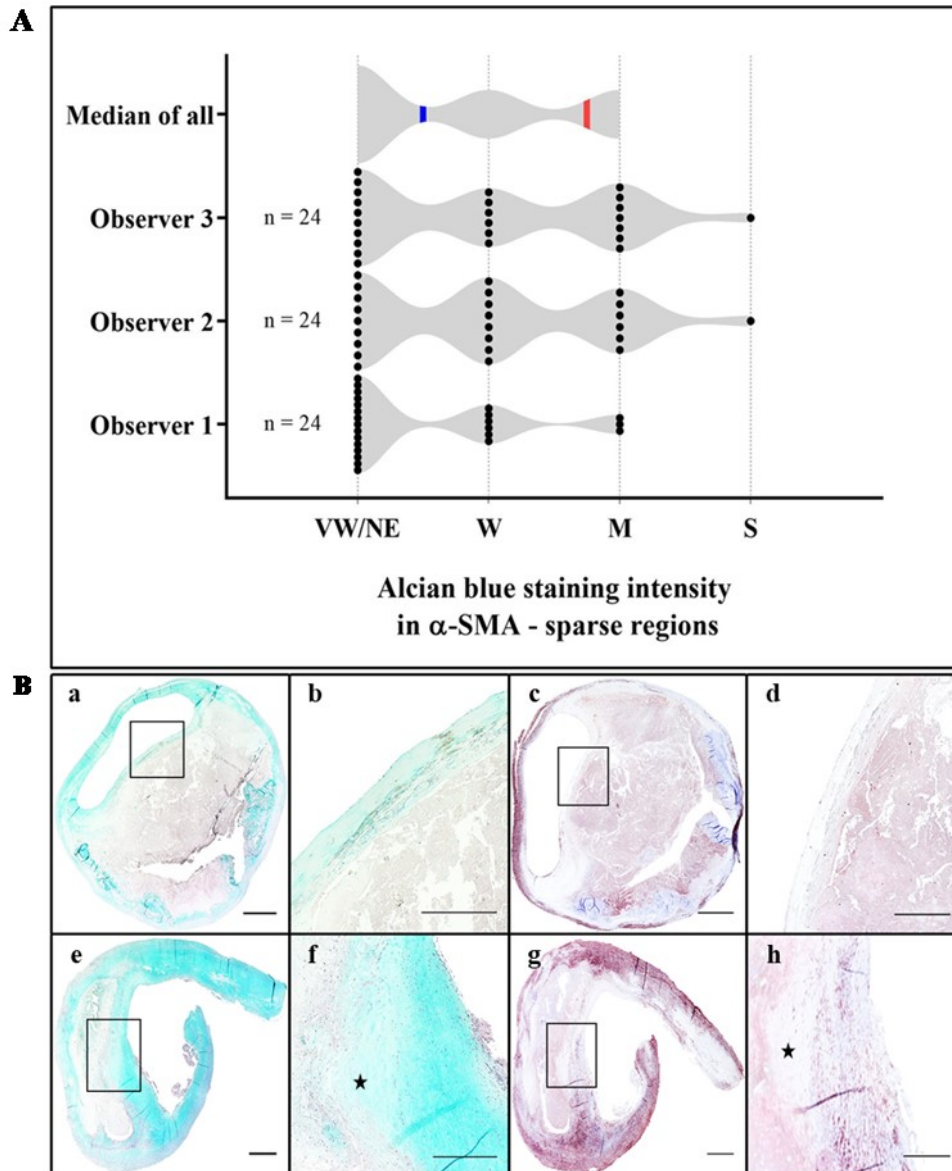 A
Median of all
Observer 3 n = 24
Observer 2 n = 24
Observer 1 n = 24
VW/NE W M S
Alcian blue staining intensity
in α-SMA - sparse regions
B
a b c d
e f g h